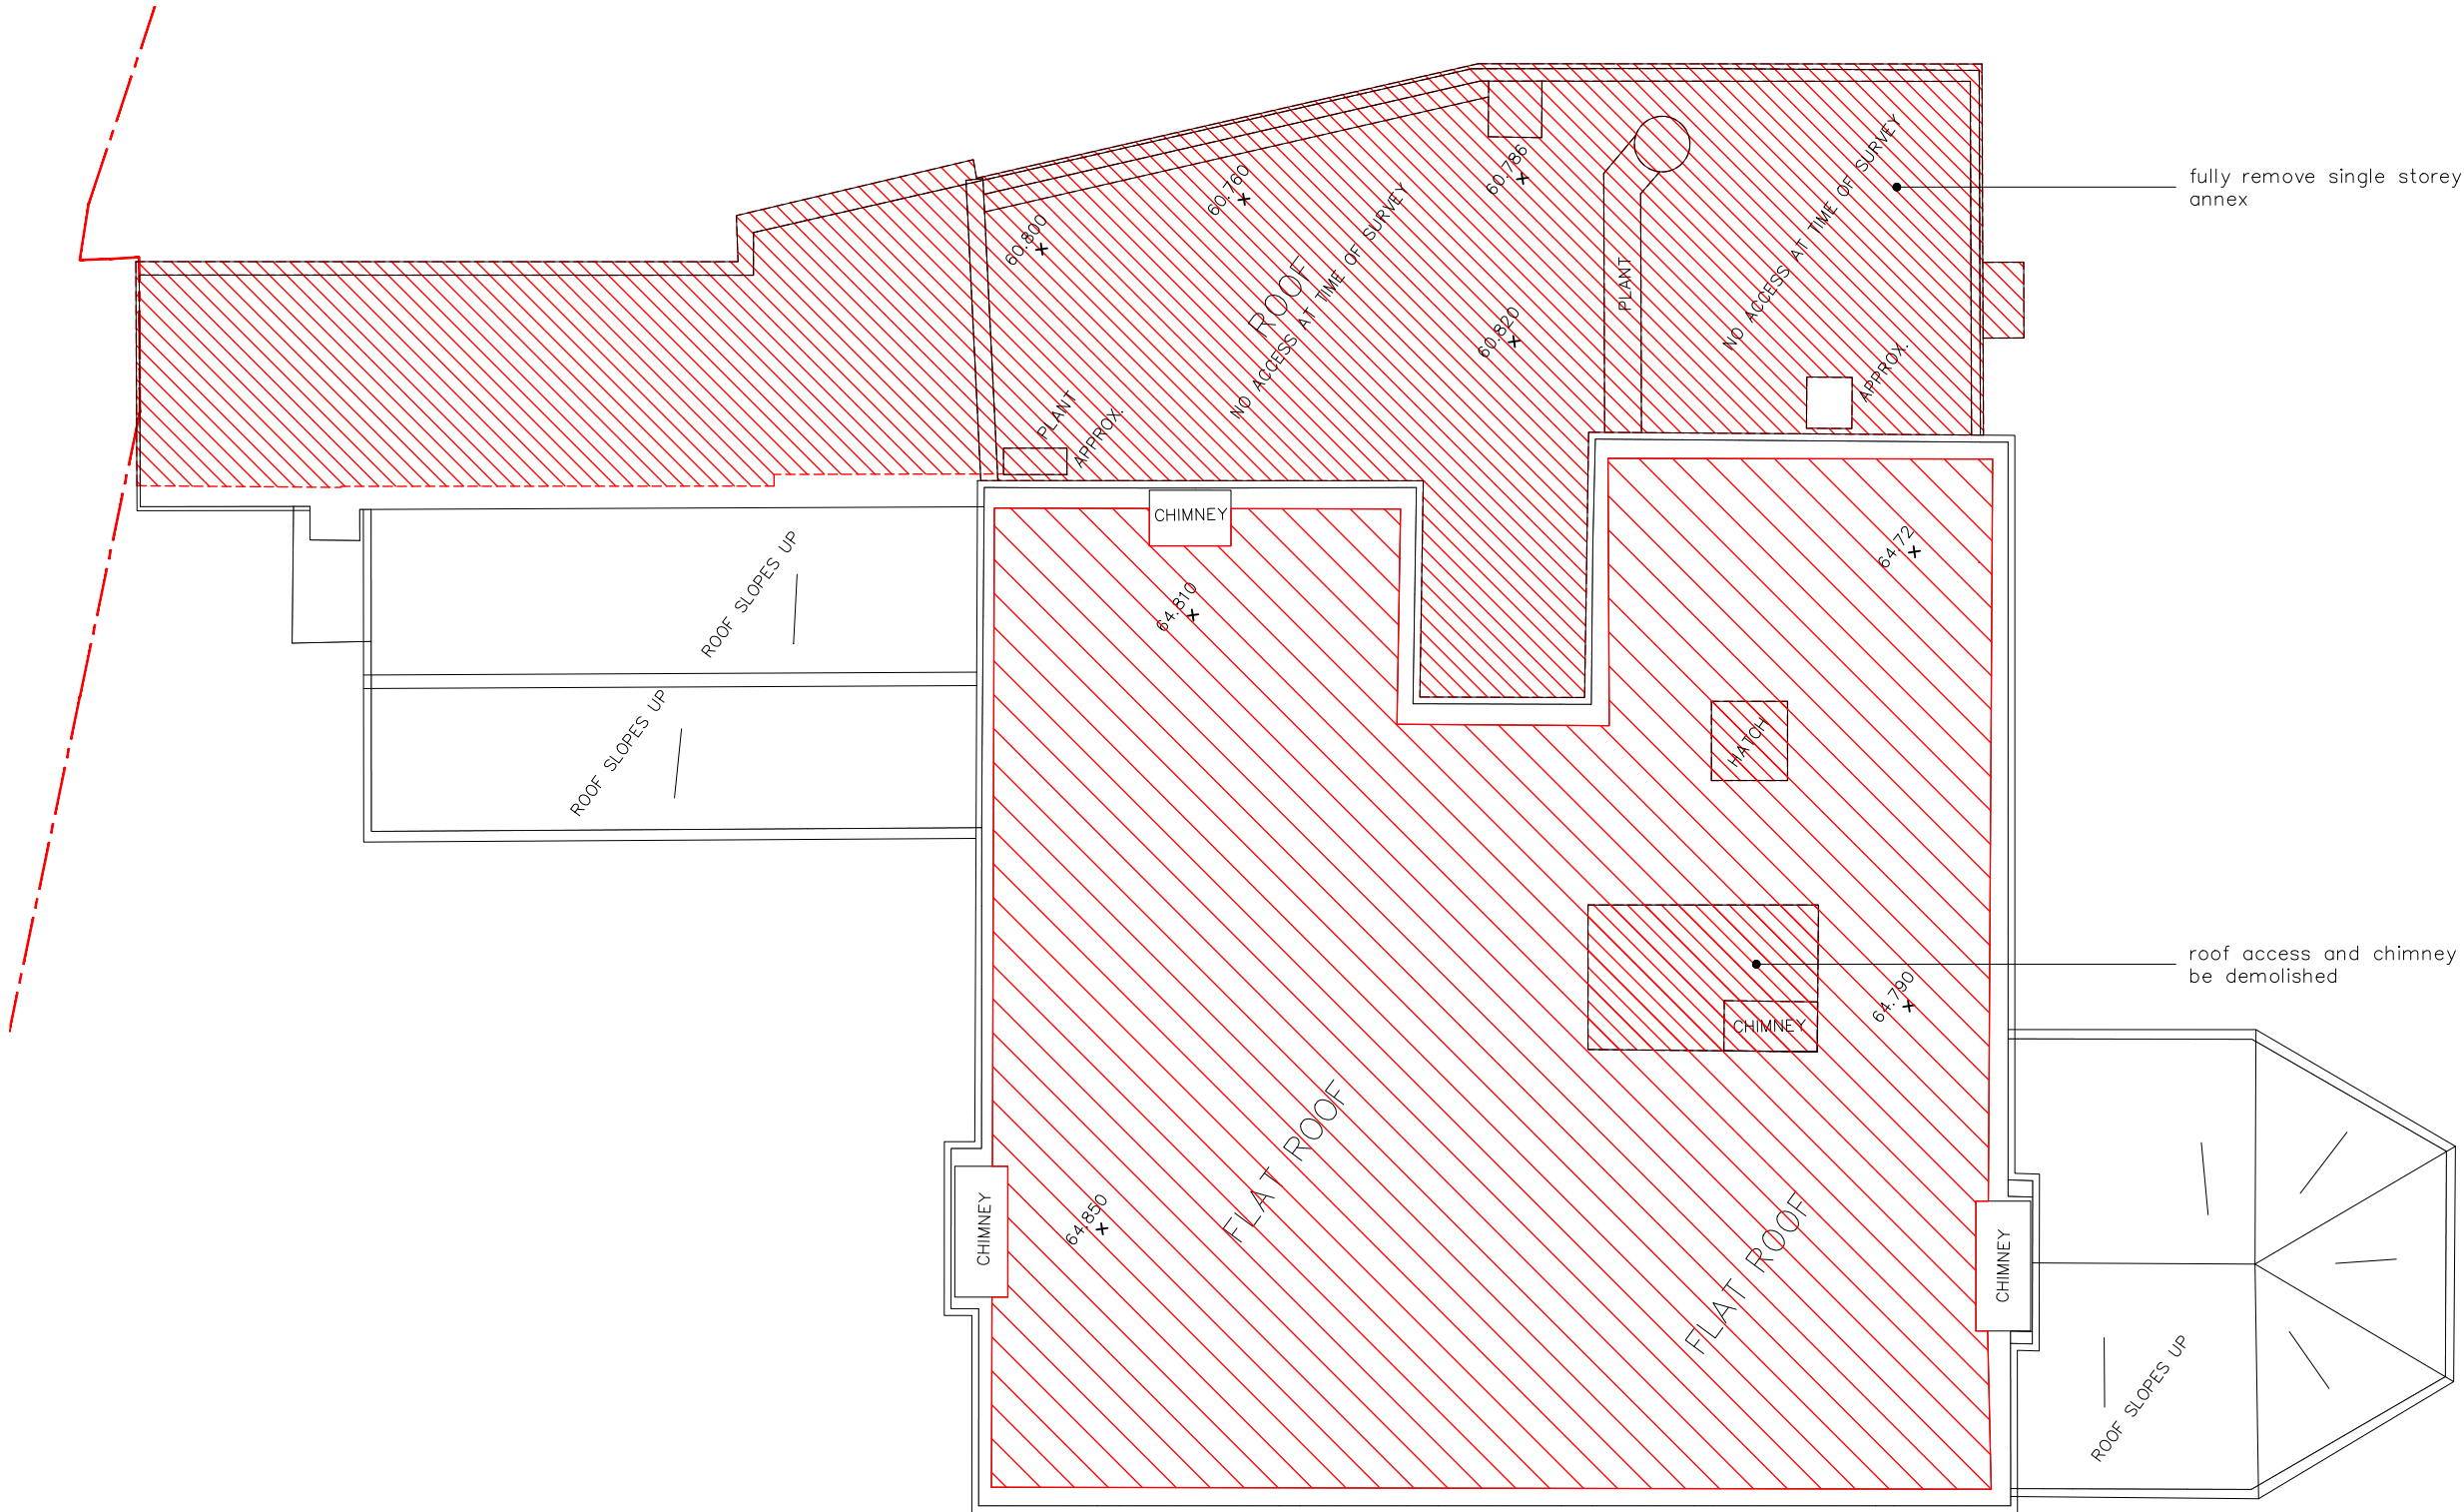 fully remove single storey
annex
NO ACCESS AT TIME OF SURVEY
60.786
60.760
60.800
ROOF
NO ACCESS AT TIME OF SURVEY
PLANT
60.820
APPROX.
PLANT
APPROX.
CHIMNEY
64.72
ROOF SLOPES UP
64.810
ROOF SLOPES UP
HATCH
roof access and chimney
be demolished
64.790
CHIMNEY
FLAT ROOF
64.850
CHIMNEY
FLAT ROOF
CHIMNEY
ROOF SLOPES UP